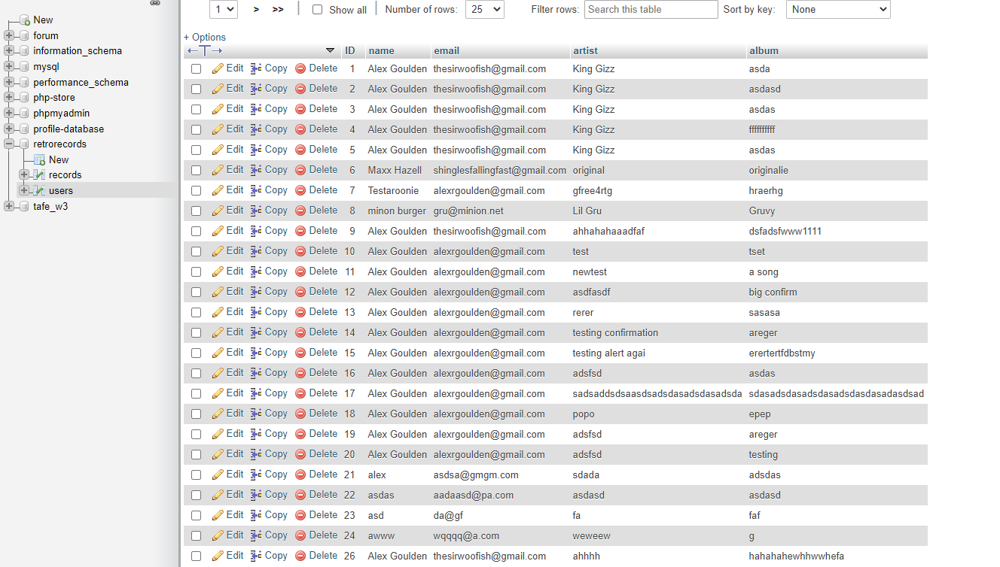 1 > >> Show all Number of rows: 25 Filter rows: Search this table Sort by key: None
New
forum
information_schema
mysql
performance_schema
php-store
phpmyadmin
profile-database
retrorecords
New
records
users
tafe_w3
+ Options
ID name email artist album
Edit Copy Delete 1 Alex Goulden thesirwoofish@gmail.com King Gizz asda
Edit Copy Delete 2 Alex Goulden thesirwoofish@gmail.com King Gizz asdasd
Edit Copy Delete 3 Alex Goulden thesirwoofish@gmail.com King Gizz asdas
Edit Copy Delete 4 Alex Goulden thesirwoofish@gmail.com King Gizz ffffffffff
Edit Copy Delete 5 Alex Goulden thesirwoofish@gmail.com King Gizz asdas
Edit Copy Delete 6 Maxx Hazell shinglesfallingfast@gmail.com original originalie
Edit Copy Delete 7 Testaroonie alexrgoulden@gmail.com gfree4rtg hraerhg
Edit Copy Delete 8 minon burger gru@minion.net Lil Gru Gruvy
Edit Copy Delete 9 Alex Goulden thesirwoofish@gmail.com ahhahahaaadfaf dsfadsfwww1111
Edit Copy Delete 10 Alex Goulden alexrgoulden@gmail.com test tset
Edit Copy Delete 11 Alex Goulden alexrgoulden@gmail.com newtest a song
Edit Copy Delete 12 Alex Goulden alexrgoulden@gmail.com asdfasdf big confirm
Edit Copy Delete 13 Alex Goulden alexrgoulden@gmail.com rerer sasasa
Edit Copy Delete 14 Alex Goulden alexrgoulden@gmail.com testing confirmation areger
Edit Copy Delete 15 Alex Goulden alexrgoulden@gmail.com testing alert agai erertertfdbstmy
Edit Copy Delete 16 Alex Goulden alexrgoulden@gmail.com adsfsd asdas
Edit Copy Delete 17 Alex Goulden alexrgoulden@gmail.com sadsaddsdsaasdsadsdasadsdasadsda sdasadsdasadsdasadsdasdasadasdsad
Edit Copy Delete 18 Alex Goulden alexrgoulden@gmail.com popo epep
Edit Copy Delete 19 Alex Goulden alexrgoulden@gmail.com adsfsd areger
Edit Copy Delete 20 Alex Goulden alexrgoulden@gmail.com adsfsd testing
Edit Copy Delete 21 alex asdsa@gmgm.com sdada adsdas
Edit Copy Delete 22 asdas aadaasd@pa.com asdasd asdasd
Edit Copy Delete 23 asd da@gf fa faf
Edit Copy Delete 24 awww wqqqq@a.com weweew g
Edit Copy Delete 26 Alex Goulden thesirwoofish@gmail.com ahhhh hahahahewhhwwhefa